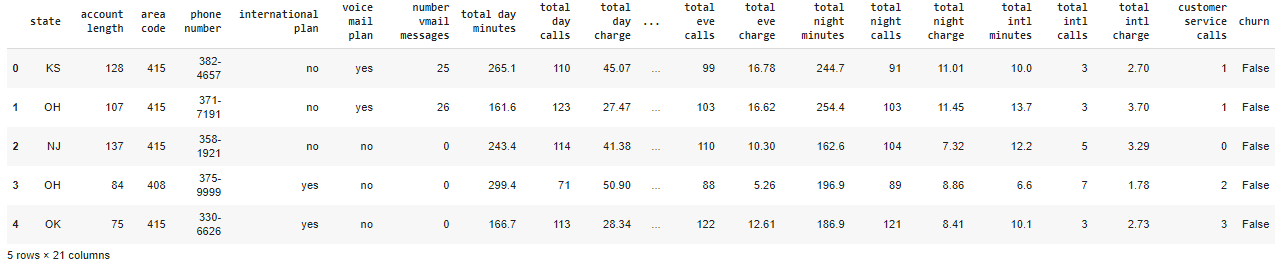 state account length area code phone number international plan voice mail plan number vmail messages total day minutes total day calls total day charge ... total eve calls total eve charge total night minutes total night calls total night charge total intl minutes total intl calls total intl charge customer service calls churn
0 KS 128 415 382-4657 no yes 25 265.1 110 45.07 ... 99 16.78 244.7 91 11.01 10.0 3 2.70 1 False
1 OH 107 415 371-7191 no yes 26 161.6 123 27.47 ... 103 16.62 254.4 103 11.45 13.7 3 3.70 1 False
2 NJ 137 415 358-1921 no no 0 243.4 114 41.38 ... 110 10.30 162.6 104 7.32 12.2 5 3.29 0 False
3 OH 84 408 375-9999 yes no 0 299.4 71 50.90 ... 88 5.26 196.9 89 8.86 6.6 7 1.78 2 False
4 OK 75 415 330-6626 yes no 0 166.7 113 28.34 ... 122 12.61 186.9 121 8.41 10.1 3 2.73 3 False
5 rows × 21 columns